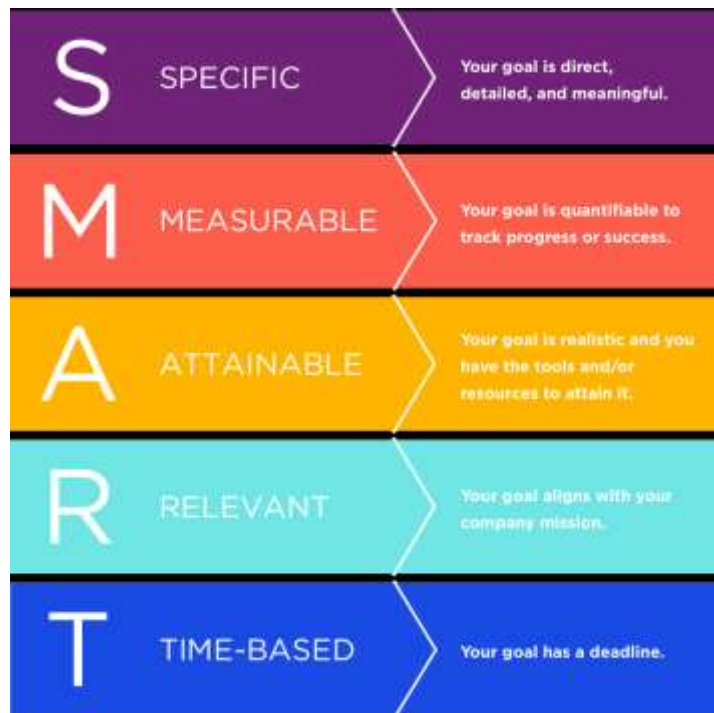 S SPECIFIC
Your goal is direct,
detailed, and meaningful.
M MEASURABLE
Your goal is quantifiable to
track progress or success.
A ATTAINABLE
Your goal is realistic and you
have the tools and/or
resources to attain it.
R RELEVANT
Your goal aligns with your
company mission.
T TIME-BASED
Your goal has a deadline.